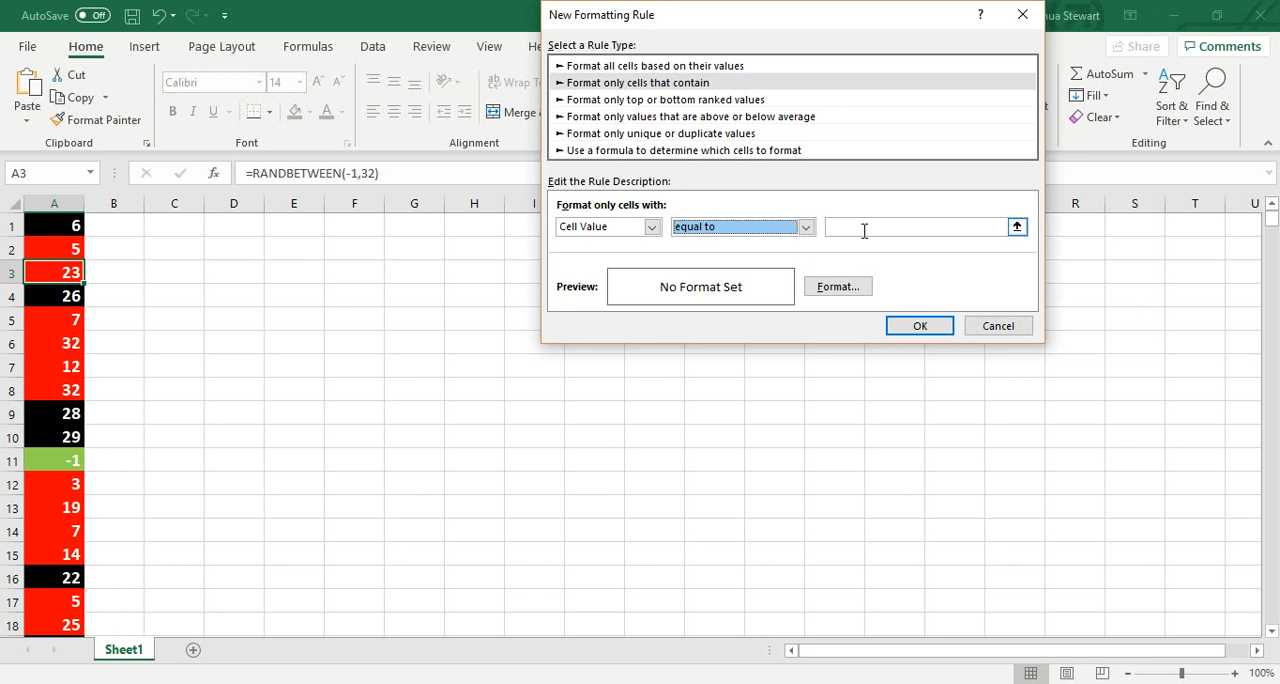 AutoSave Off
New Formatting Rule
?
ua Stewart
File Home Insert Page Layout Formulas Data Review View He
Share
Comments
Select a Rule Type:
► Format all cells based on their values
► Format only cells that contain
► Format only top or bottom ranked values
► Format only values that are above or below average
► Format only unique or duplicate values
► Use a formula to determine which cells to format
Paste
Cut
Copy
Format Painter
Clipboard
Calibri 14
B I U
Font
Wrap T
Merge
Alignment
AutoSum
Fill
Clear
Sort & Filter
Find & Select
Editing
Edit the Rule Description:
Format only cells with:
Cell Value equal to
Preview: No Format Set Format...
OK Cancel
A3 fx =RANDBETWEEN(-1,32)
A B C D E F G H I R S T U
1 6
2 5
3 23
4 26
5 7
6 32
7 12
8 32
9 28
10 29
11 -1
12 3
13 19
14 7
15 14
16 22
17 5
18 25
Sheet1
100%